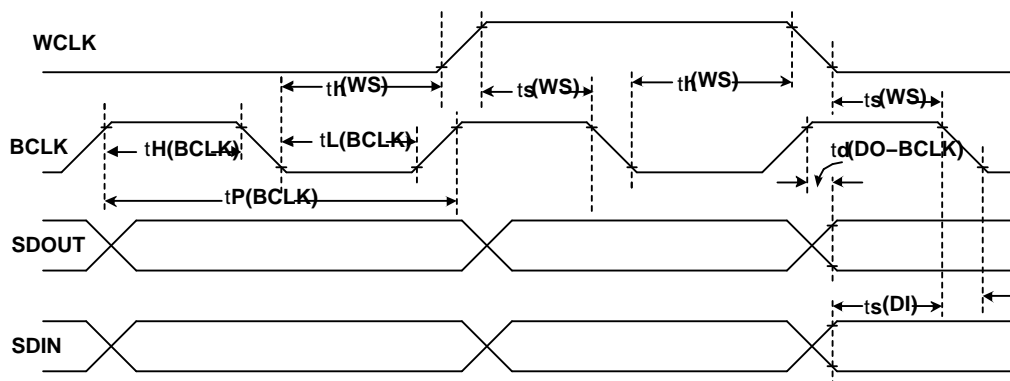 WCLK
th(WS) ts(WS) th(WS) ts(WS)
BCLK
tH(BCLK) tL(BCLK) td(DO−BCLK)
tP(BCLK)
SDOUT
ts(DI)
SDIN